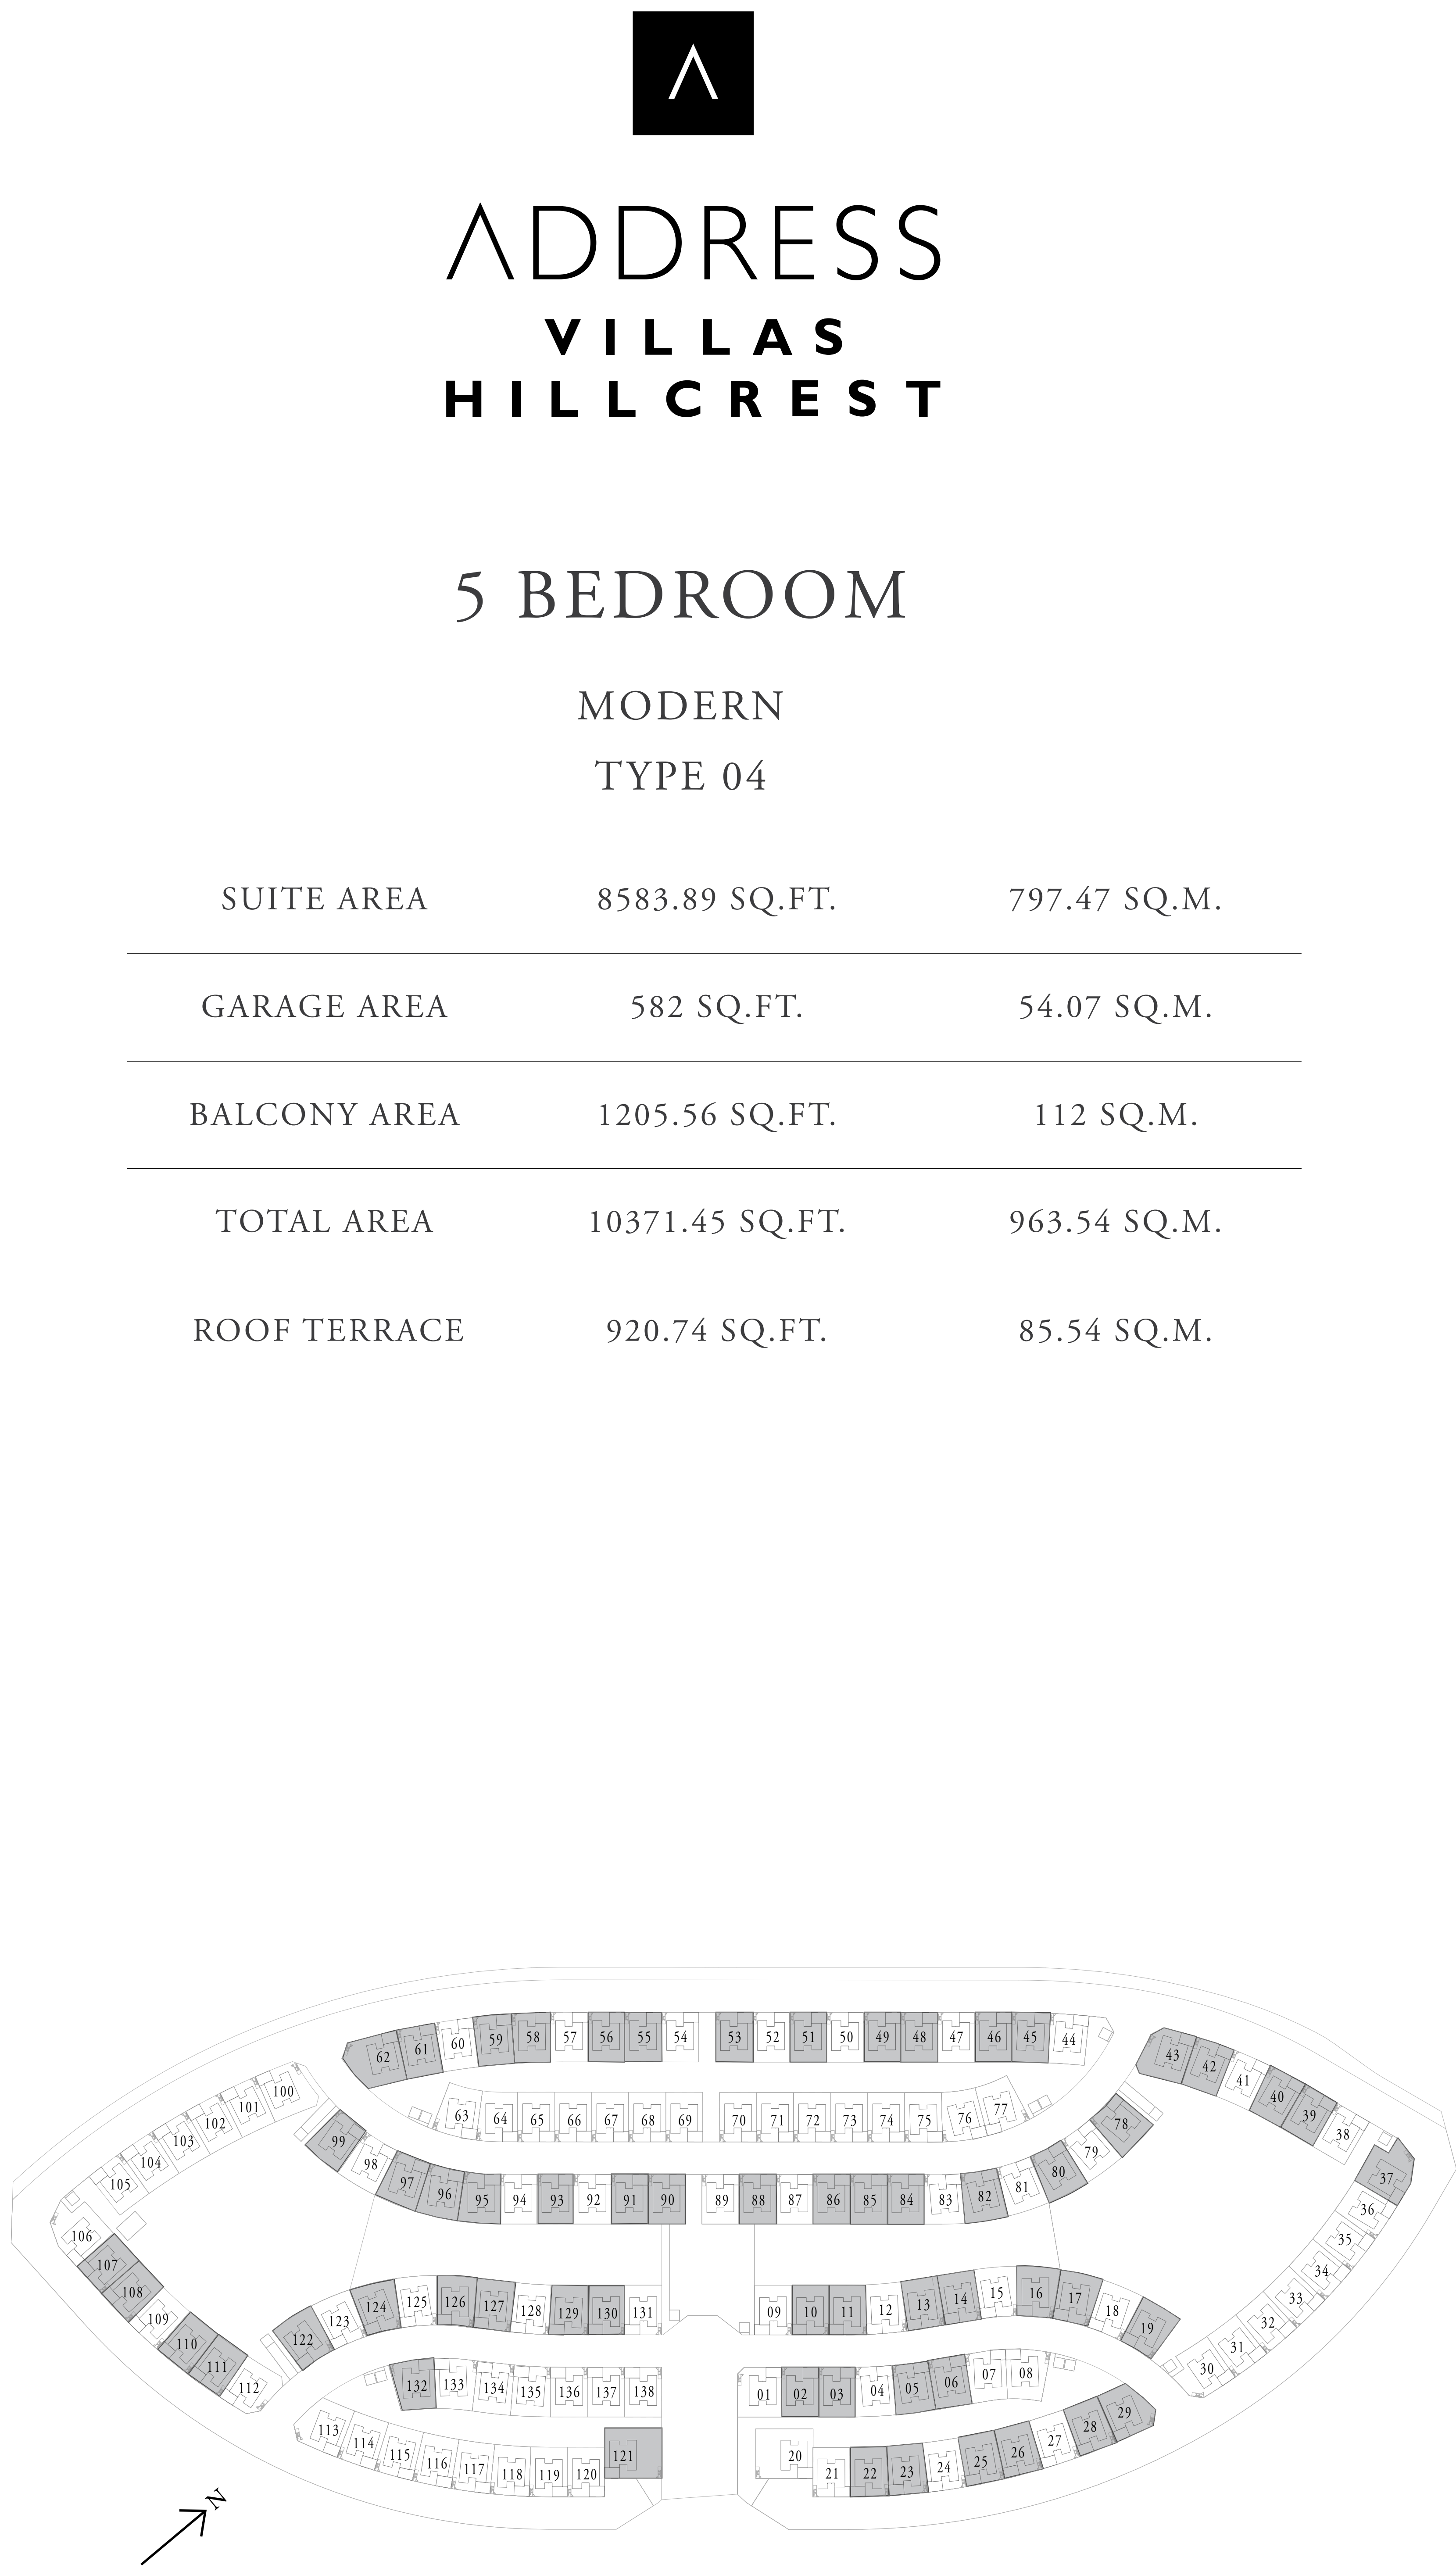 ADDRESS
VILLAS
HILLCREST
5 BEDROOM
MODERN
TYPE 04
SUITE AREA 8583.89 SQ.FT. 797.47 SQ.M.
GARAGE AREA 582 SQ.FT. 54.07 SQ.M.
BALCONY AREA 1205.56 SQ.FT. 112 SQ.M.
TOTAL AREA 10371.45 SQ.FT. 963.54 SQ.M.
ROOF TERRACE 920.74 SQ.FT. 85.54 SQ.M.
62 61 60 59 58 57 56 55 54 53 52 51 50 49 48 47 46 45 44
43 42 41 40 39 38 37 36 35 34 33 32 31 30
63 64 65 66 67 68 69 70 71 72 73 74 75 76 77
100 101 102 103 104 105
99 98 97 96 95 94 93 92 91 90 89 88 87 86 85 84 83 82 81 80 79 78
106 107 108 109 110 111 112
122 123 124 125 126 127 128 129 130 131 09 10 11 12 13 14 15 16 17 18 19
132 133 134 135 136 137 138 01 02 03 04 05 06 07 08
113 114 115 116 117 118 119 120 121 20 21 22 23 24 25 26 27 28 29
N